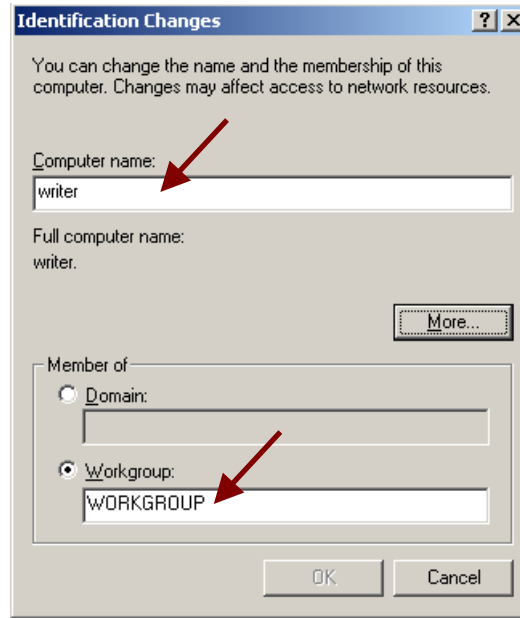 Identification Changes
You can change the name and the membership of this
computer. Changes may affect access to network resources.
Computer name:
writer
Full computer name:
writer.
More...
Member of
Domain:
Workgroup:
WORKGROUP
OK
Cancel